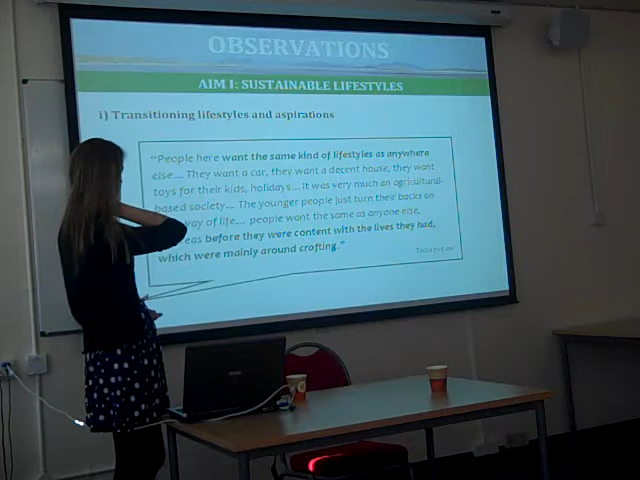 OBSERVATIONS
AIM I: SUSTAINABLE LIFESTYLES
i) Transitioning lifestyles and aspirations
"People here want the same kind of lifestyles as anywhere
else.... They want a car, they want a decent house, they want
toys for their kids, holidays... It was very much an agricultural-
based society.... The younger people just turn their backs on
way of life.... people want the same as anyone else,
before they were content with the lives they had,
which were mainly around crofting."